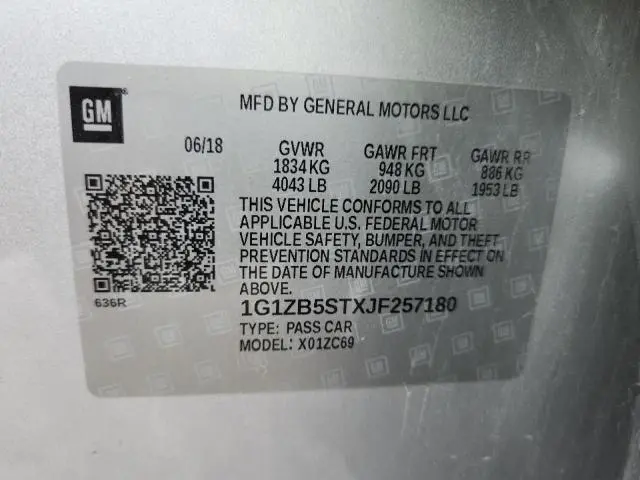 GM
MFD BY GENERAL MOTORS LLC
06/18 GVWR GAWR FRT GAWR RR
1834 KG 948 KG 886 KG
4043 LB 2090 LB 1953 LB
THIS VEHICLE CONFORMS TO ALL
APPLICABLE U.S. FEDERAL MOTOR
VEHICLE SAFETY, BUMPER, AND THEFT
PREVENTION STANDARDS IN EFFECT ON
THE DATE OF MANUFACTURE SHOWN
ABOVE.
636R
1G1ZB5STXJF257180
TYPE: PASS CAR
MODEL: X01ZC69